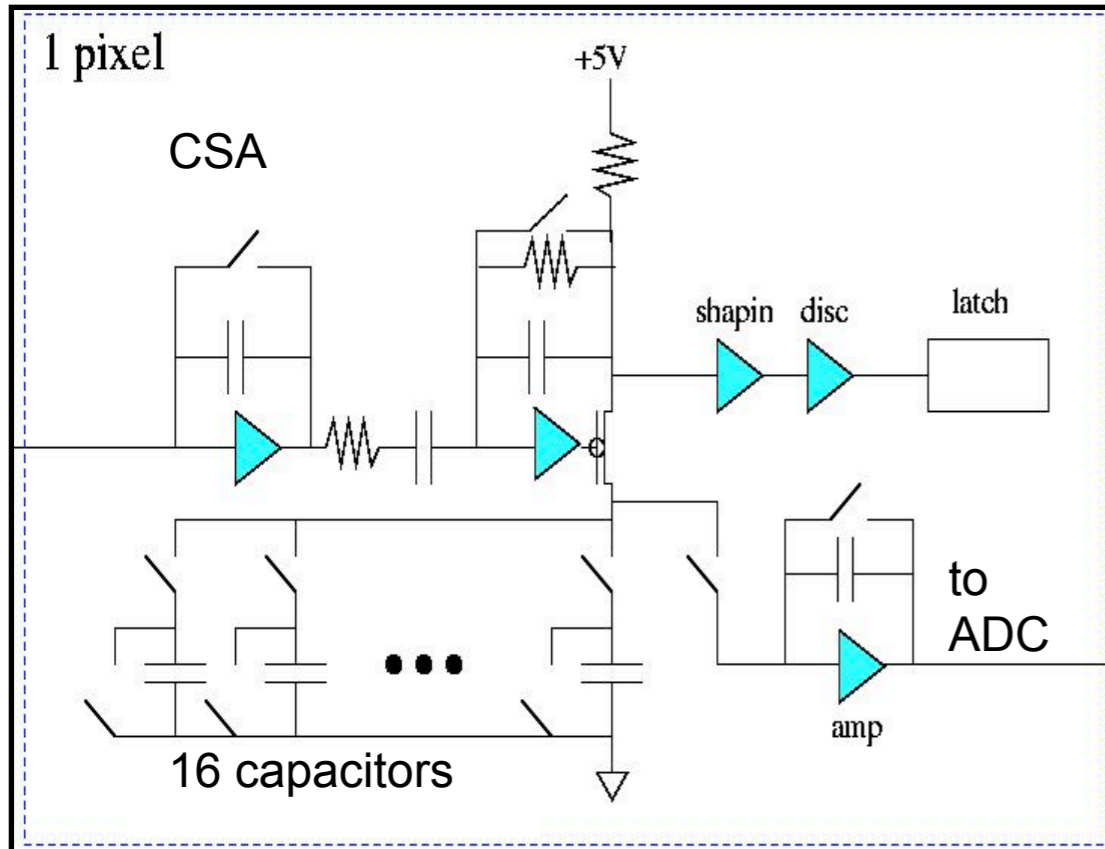 1 pixel
+5V
CSA
shapin
disc
latch
to
ADC
amp
16 capacitors